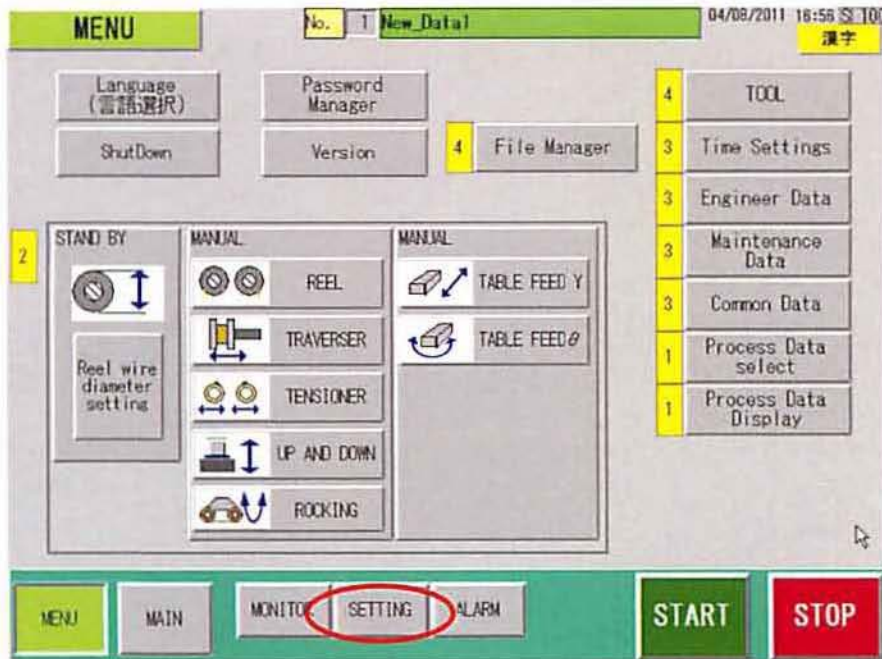 MENU
No. 1 New_Data1
04/08/2011 16:56 SI 100
漢字
Language
(言語選択)
Password
Manager
4 TOOL
ShutDown
Version
4 File Manager
3 Time Settings
3 Engineer Data
3 Maintenance
Data
3 Common Data
1 Process Data
select
1 Process Data
Display
2
STAND BY
Reel wire
diameter
setting
MANUAL
REEL
TRAVERSER
TENSIONER
UP AND DOWN
ROCKING
MANUAL
TABLE FEED Y
TABLE FEED θ
MENU
MAIN
MONITOR
SETTING
ALARM
START
STOP